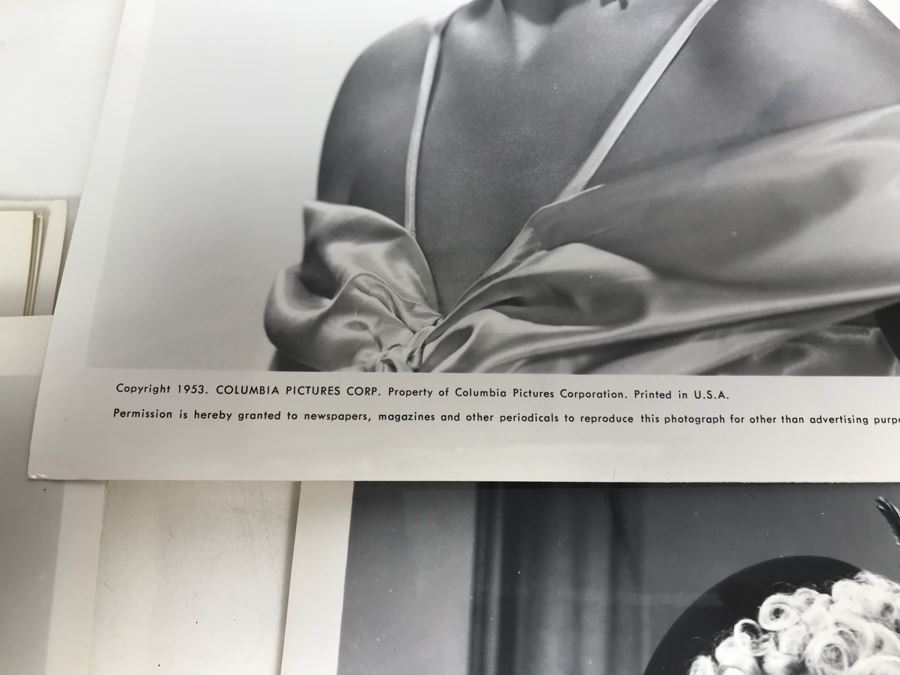 Copyright 1953. COLUMBIA PICTURES CORP. Property of Columbia Pictures Corporation. Printed in U.S.A.
Permission is hereby granted to newspapers, magazines and other periodicals to reproduce this photograph for other than advertising